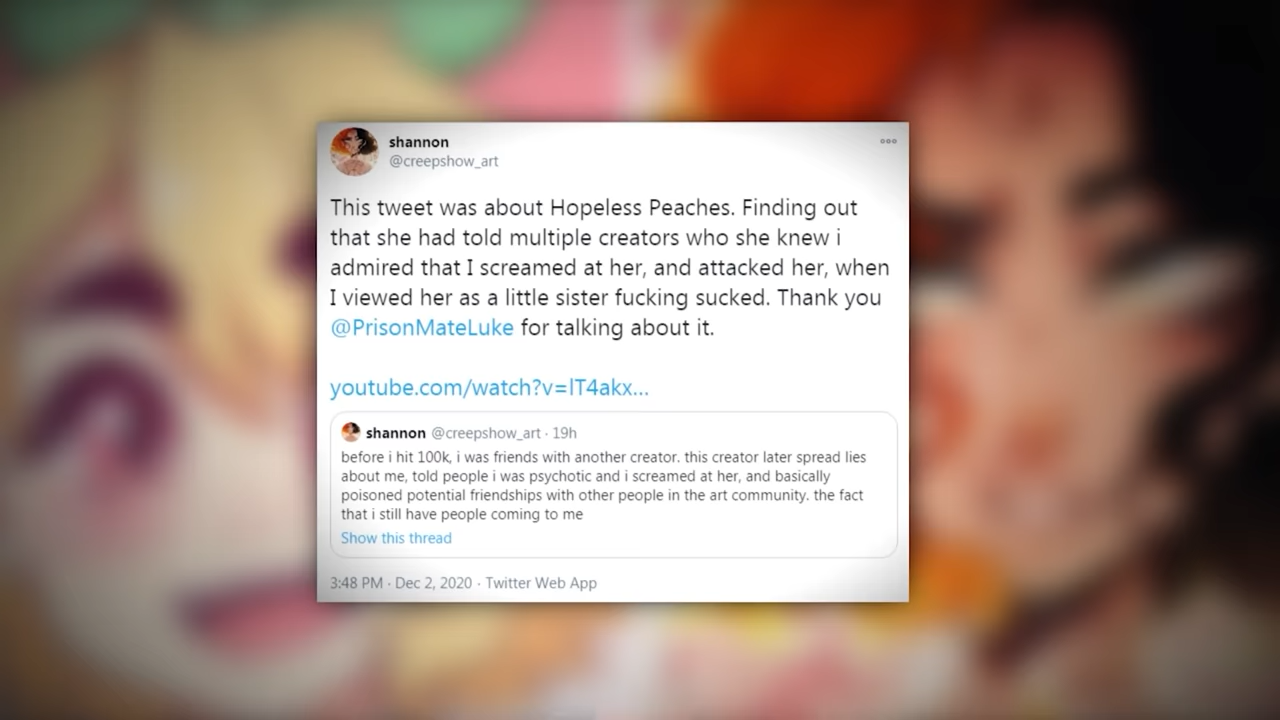 shannon
@creepshow_art
This tweet was about Hopeless Peaches. Finding out
that she had told multiple creators who she knew i
admired that I screamed at her, and attacked her, when
I viewed her as a little sister fucking sucked. Thank you
@PrisonMateLuke for talking about it.
youtube.com/watch?v=lT4akx...
shannon @creepshow_art · 19h
before i hit 100k, i was friends with another creator. this creator later spread lies
about me, told people i was psychotic and i screamed at her, and basically
poisoned potential friendships with other people in the art community. the fact
that i still have people coming to me
Show this thread
3:48 PM · Dec 2, 2020 · Twitter Web App